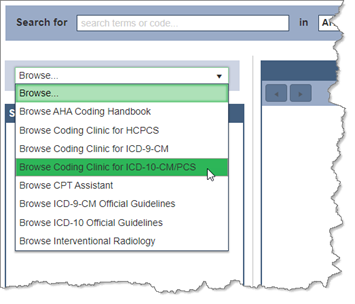 Search for search terms or code... in
Browse...
Browse...
Browse AHA Coding Handbook
Browse Coding Clinic for HCPCS
Browse Coding Clinic for ICD-9-CM
Browse Coding Clinic for ICD-10-CM/PCS
Browse CPT Assistant
Browse ICD-9-CM Official Guidelines
Browse ICD-10 Official Guidelines
Browse Interventional Radiology